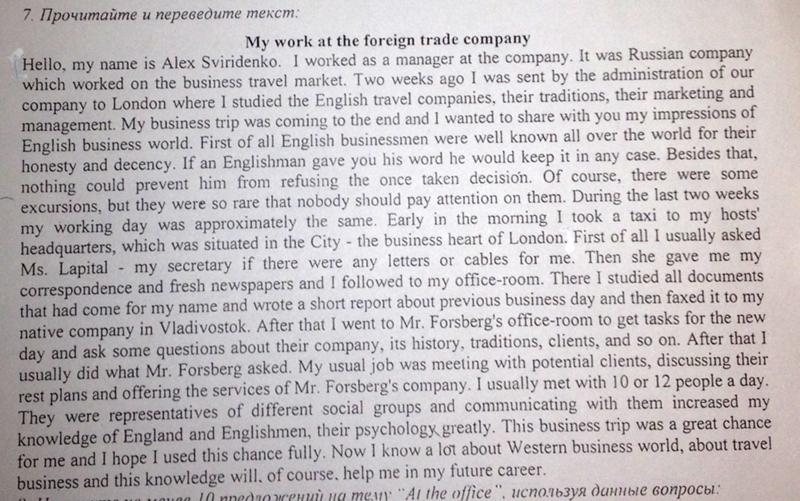 7. Прочитайте и переведите текст:
My work at the foreign trade company
Hello, my name is Alex Sviridenko. I worked as a manager at the company. It was Russian company
which worked on the business travel market. Two weeks ago I was sent by the administration of our
company to London where I studied the English travel companies, their traditions, their marketing and
management. My business trip was coming to the end and I wanted to share with you my impressions of
English business world. First of all English businessmen were well known all over the world for their
honesty and decency. If an Englishman gave you his word he would keep it in any case. Besides that,
nothing could prevent him from refusing the once taken decision. Of course, there were some
excursions, but they were so rare that nobody should pay attention on them. During the last two weeks
my working day was approximately the same. Early in the morning I took a taxi to my hosts'
headquarters, which was situated in the City - the business heart of London. First of all I usually asked
Ms. Lapital - my secretary if there were any letters or cables for me. Then she gave me my
correspondence and fresh newspapers and I followed to my office-room. There I studied all documents
that had come for my name and wrote a short report about previous business day and then faxed it to my
native company in Vladivostok. After that I went to Mr. Forsberg's office-room to get tasks for the new
day and ask some questions about their company, its history, traditions, clients, and so on. After that I
usually did what Mr. Forsberg asked. My usual job was meeting with potential clients, discussing their
rest plans and offering the services of Mr. Forsberg's company. I usually met with 10 or 12 people a day.
They were representatives of different social groups and communicating with them increased my
knowledge of England and Englishmen, their psychology greatly. This business trip was a great chance
for me and I hope I used this chance fully. Now I know a lot about Western business world, about travel
business and this knowledge will, of course, help me in my future career.
10 предложений на тему "At the office", используя данные вопросы: